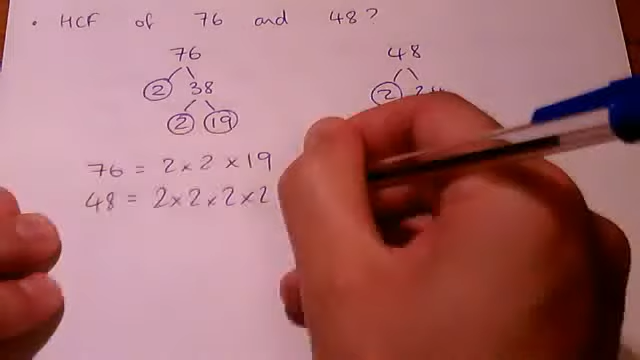 • HCF of 76 and 48?
76 48
2 38 2 24
2 19
76 = 2 × 2 × 19
48 = 2 × 2 × 2 × 2